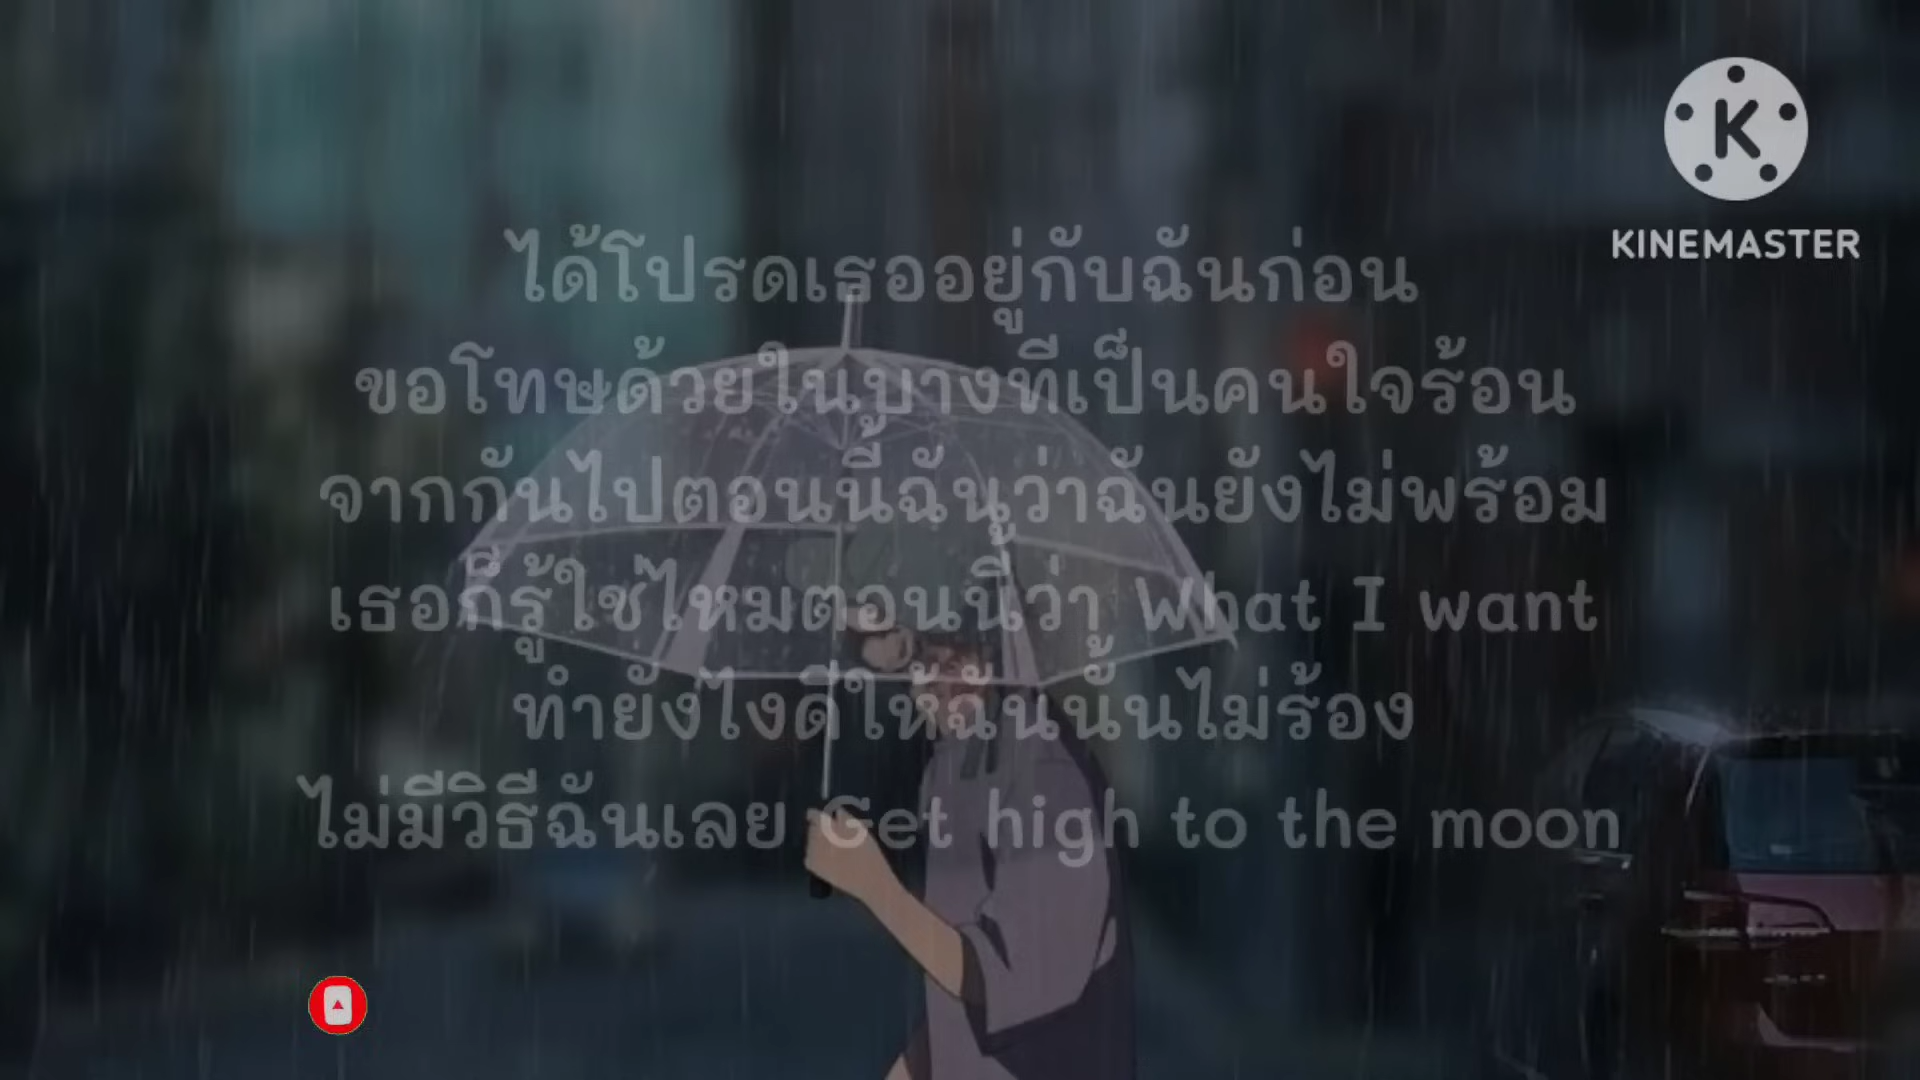 ได้โปรดเธออยู่กับฉันก่อน
ขอโทษด้วยในบางทีเป็นคนใจร้อน
จากกันไปตอนนี้ฉันว่าฉันยังไม่พร้อม
เธอก็รู้ใช่ไหมตอนนี้ว่า What I want
ทำยังไงดีให้ฉันนั้นไม่ร้อง
ไม่มีวิธีฉันเลย Get high to the moon
K
KINEMASTER